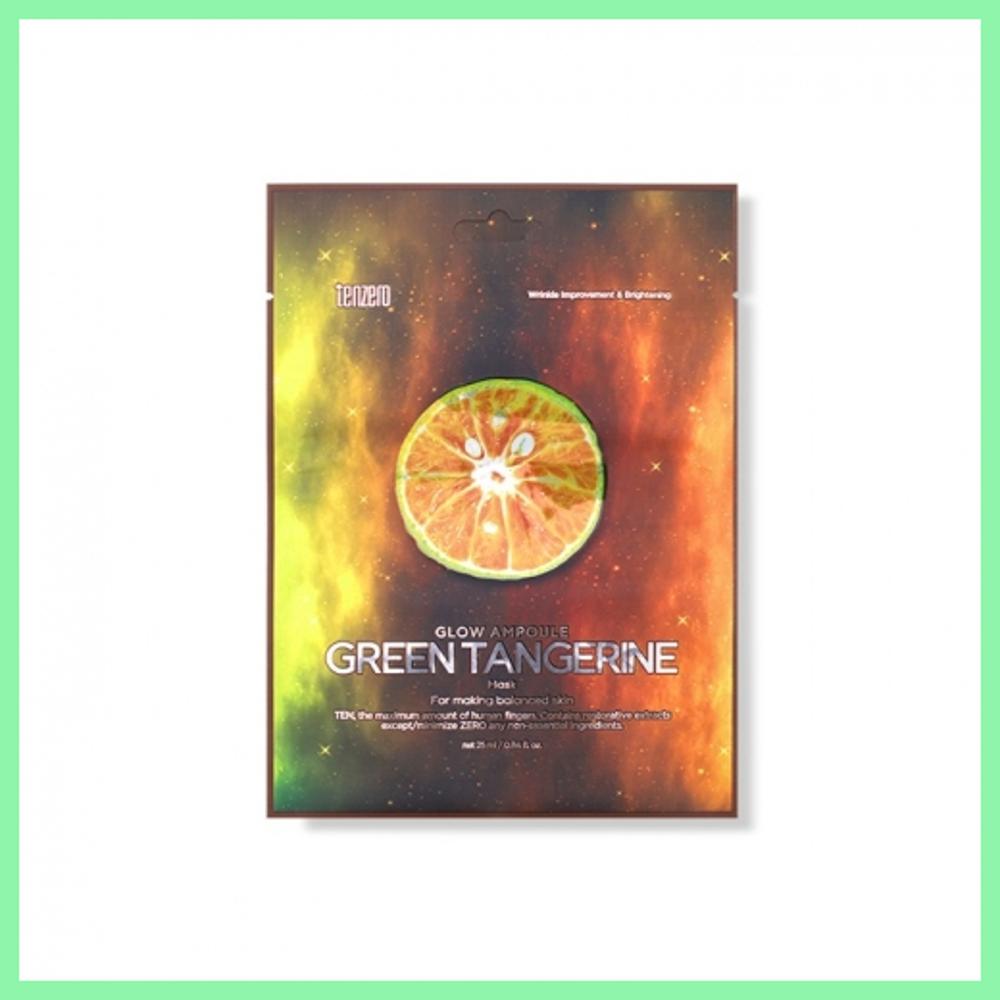 tenzero
Wrinkle Improvement & Brightening
GLOW AMPOULE
GREEN TANGERINE
Mask
For making balanced skin
TEN, the maximum amount of human fingers. Contains restorative extracts
except/minimize ZERO any non-essential ingredients.
net 25 ml / 0.84 fl. oz.